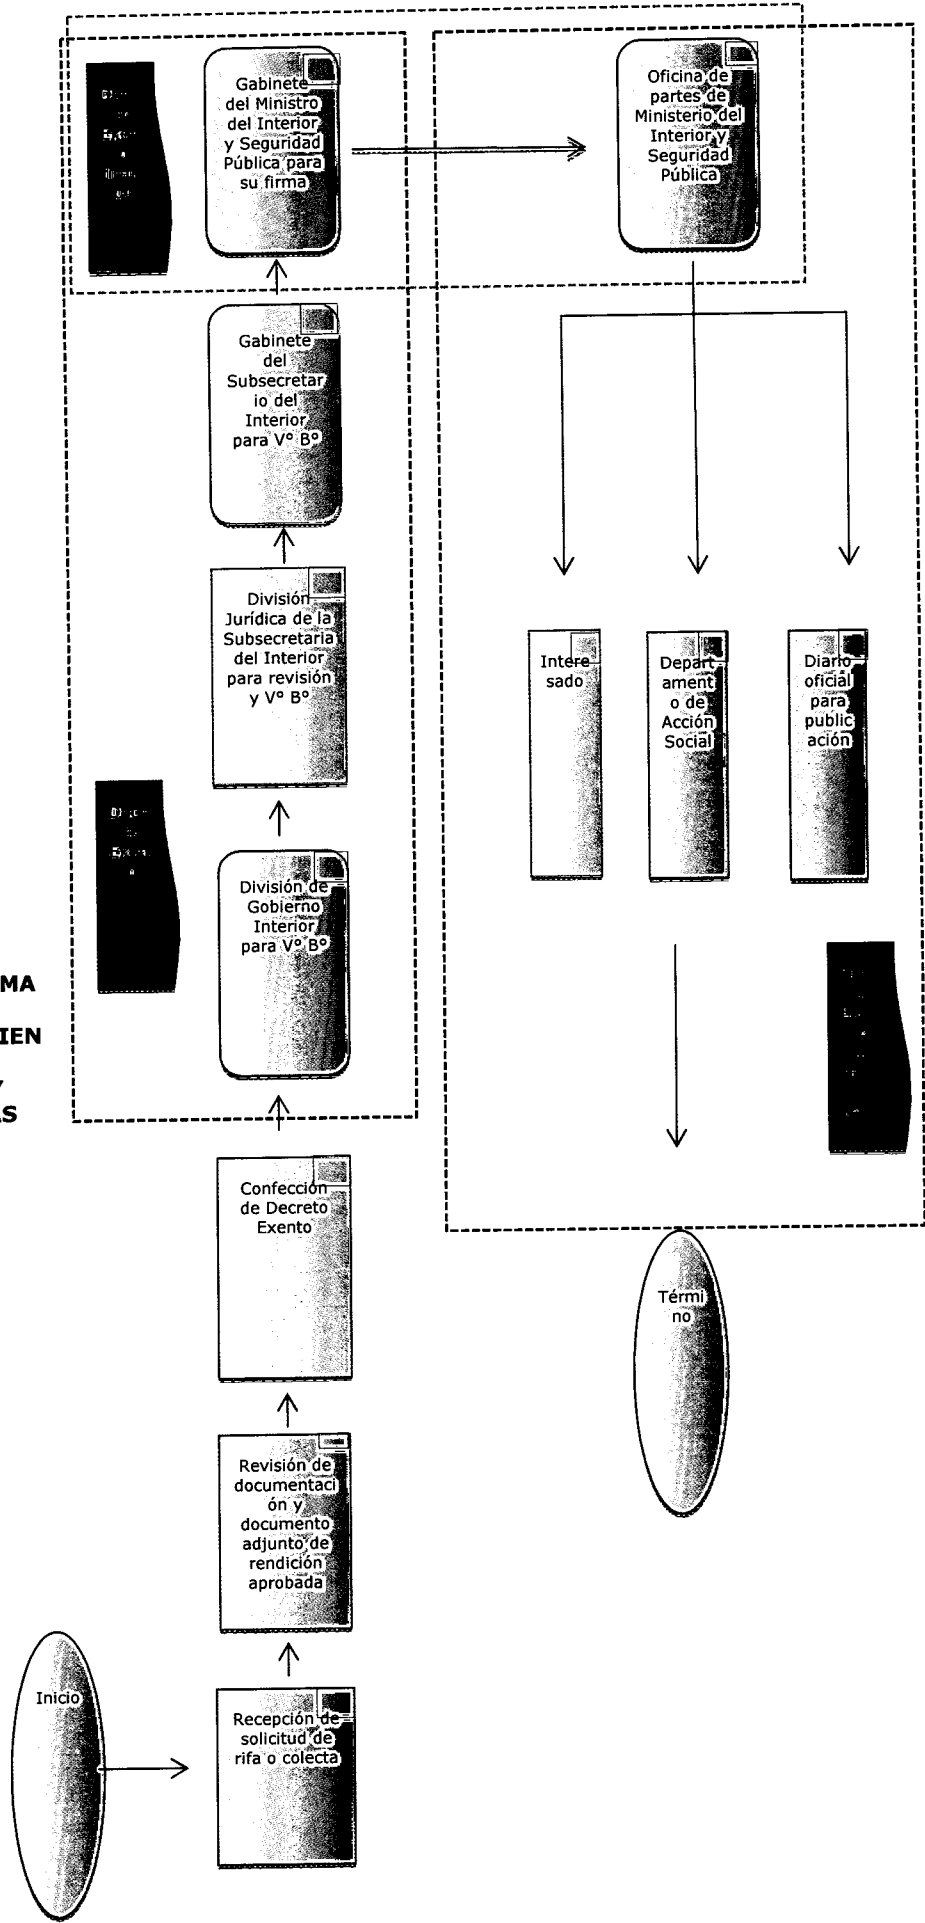 Gabinete
del Ministro
del Interior
y Seguridad
Pública para
su firma
Oficina de
partes de
Ministerio del
Interior y
Seguridad
Pública
Gabinete
del
Subsecretar
io del
Interior
para V° B°
División
Jurídica de la
Subsecretaria
del Interior
para revisión
y V° B°
Intere
sado
Depart
ament
o de
Acción
Social
Diario
oficial
para
public
ación
División de
Gobierno
Interior
para V° B°
MA
IEN
Y
AS
Confección
de Decreto
Exento
Térmi
no
Revisión de
documentaci
ón y
documento
adjunto de
rendición
aprobada
Inicio
Recepción de
solicitud de
rifa o colecta